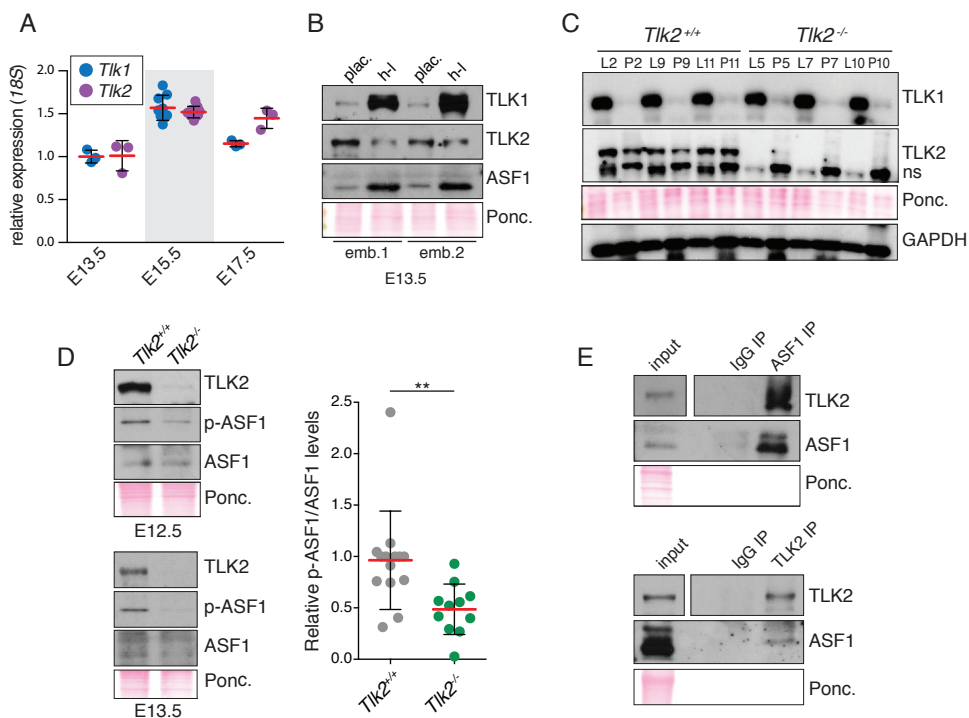 A
relative expression (18S)
2.0
1.5
1.0
0.5
0.0
Tlk1
Tlk2
E13.5
E15.5
E17.5
B
plac.
h-l
plac.
h-l
TLK1
TLK2
ASF1
Ponc.
emb.1
emb.2
E13.5
C
Tlk2+/+
Tlk2-/-
L2 P2 L9 P9 L11 P11 L5 P5 L7 P7 L10 P10
TLK1
TLK2
ns
Ponc.
GAPDH
D
Tlk2+/+
Tlk2-/-
TLK2
p-ASF1
ASF1
Ponc.
E12.5
TLK2
p-ASF1
ASF1
Ponc.
E13.5
Relative p-ASF1/ASF1 levels
2.5
2.0
1.5
1.0
0.5
0.0
**
Tlk2+/+
Tlk2-/-
E
input
IgG IP
ASF1 IP
TLK2
ASF1
Ponc.
input
IgG IP
TLK2 IP
TLK2
ASF1
Ponc.